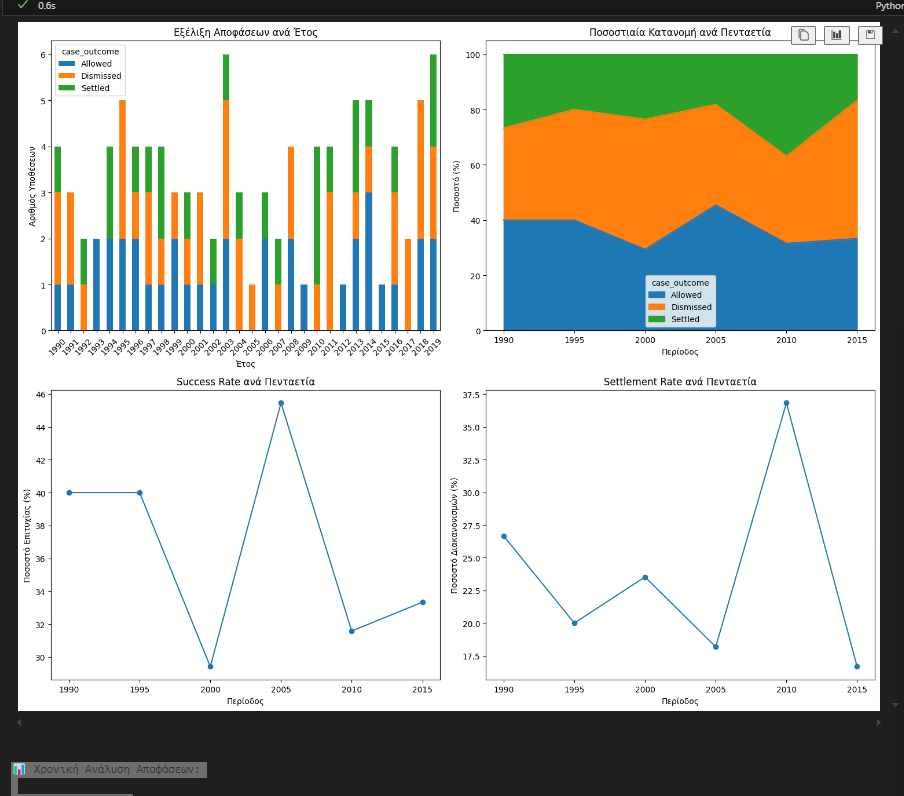 0.6s
Python
Εξέλιξη Αποφάσεων ανά Έτος
case_outcome
Allowed
Dismissed
Settled
6
5
4
3
2
1
0
Αριθμός Υποθέσεων
1990 1991 1992 1993 1994 1995 1996 1997 1998 1999 2000 2001 2002 2003 2004 2005 2006 2007 2008 2009 2010 2011 2012 2013 2014 2015 2016 2017 2018 2019
Έτος
Ποσοστιαία Κατανομή ανά Πενταετία
100
80
60
40
20
0
Ποσοστό (%)
case_outcome
Allowed
Dismissed
Settled
1990 1995 2000 2005 2010 2015
Περίοδος
Success Rate ανά Πενταετία
46
44
42
40
38
36
34
32
30
Ποσοστό Επιτυχίας (%)
1990 1995 2000 2005 2010 2015
Περίοδος
Settlement Rate ανά Πενταετία
37.5
35.0
32.5
30.0
27.5
25.0
22.5
20.0
17.5
Ποσοστό Διακανονισμών (%)
1990 1995 2000 2005 2010 2015
Περίοδος
Χρονική Ανάλυση Αποφάσεων: